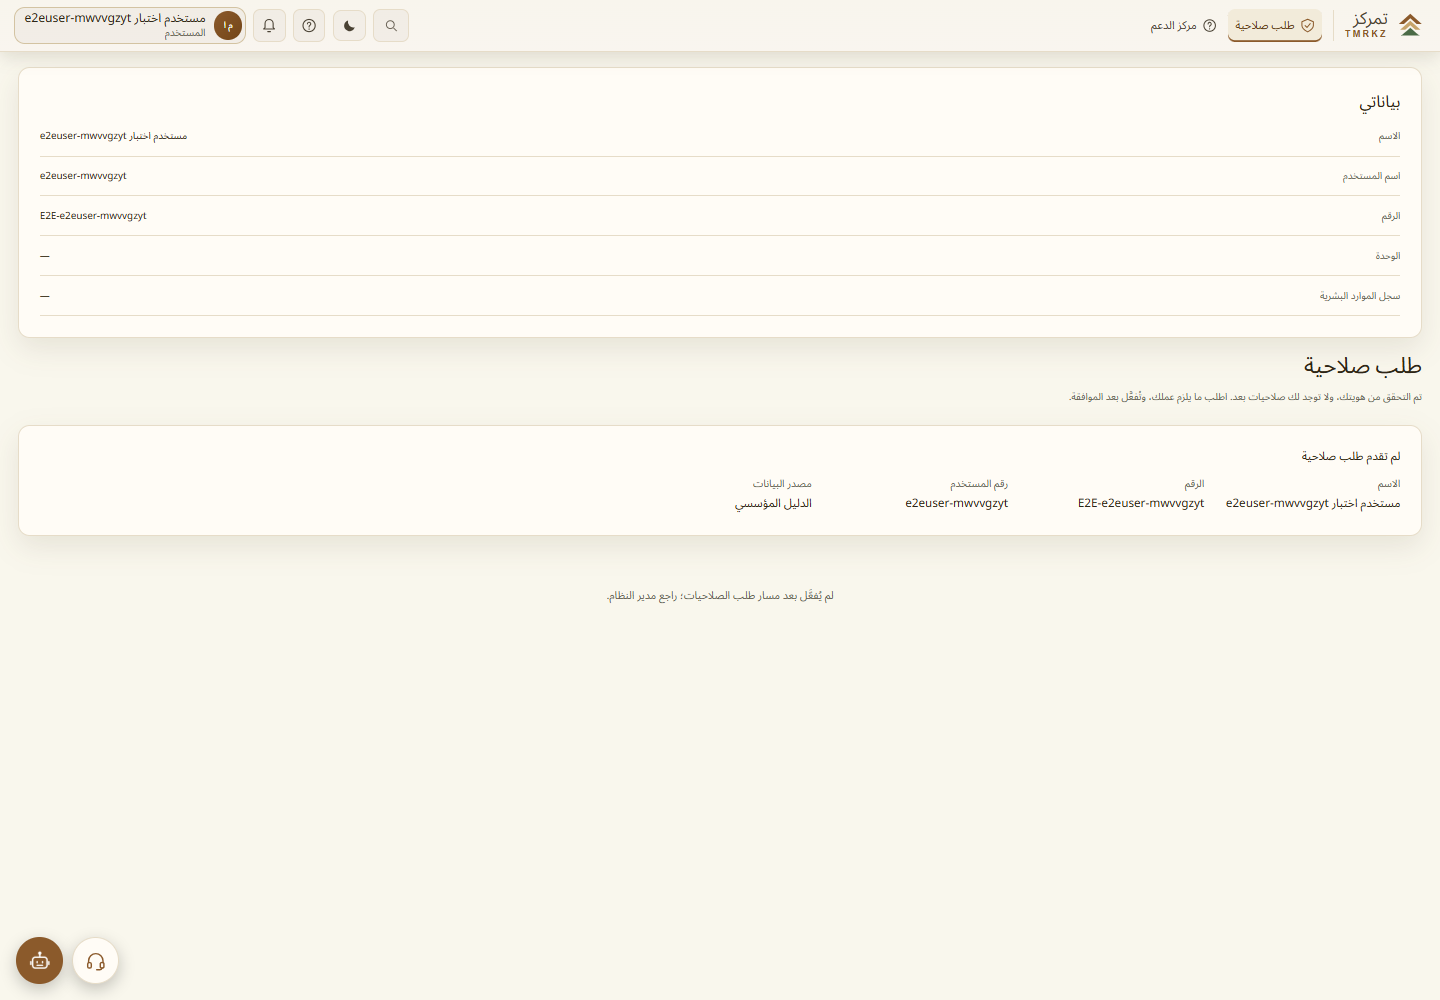 تمركز
TMRKZ
طلب صلاحية
مركز الدعم
م ا
مستخدم اختبار e2euser-mwvvgzyt
المستخدم
بياناتي
الاسم
مستخدم اختبار e2euser-mwvvgzyt
اسم المستخدم
e2euser-mwvvgzyt
الرقم
E2E-e2euser-mwvvgzyt
الوحدة
—
سجل الموارد البشرية
—
طلب صلاحية
تم التحقق من هويتك، ولا توجد لك صلاحيات بعد. اطلب ما يلزم عملك، وتُفعَّل بعد الموافقة.
لم تقدم طلب صلاحية
الاسم
مستخدم اختبار e2euser-mwvvgzyt
الرقم
E2E-e2euser-mwvvgzyt
رقم المستخدم
e2euser-mwvvgzyt
مصدر البيانات
الدليل المؤسسي
لم يُفعَّل بعد مسار طلب الصلاحيات؛ راجع مدير النظام.